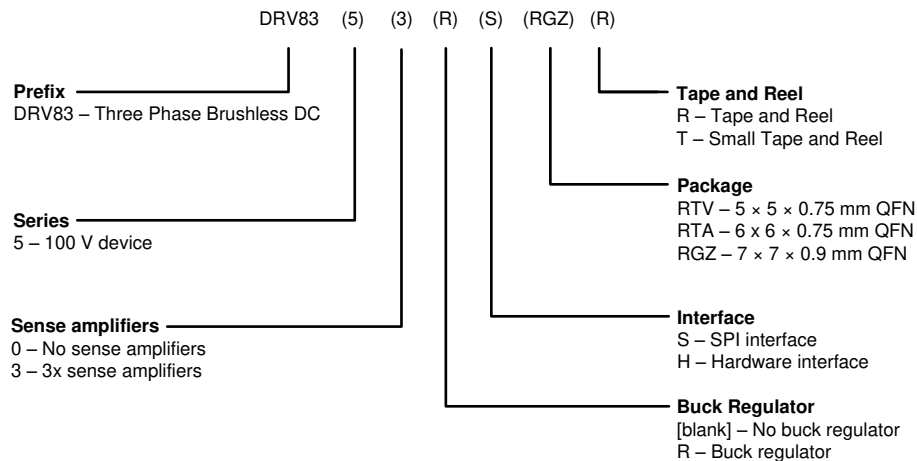 DRV83 (5) (3) (R) (S) (RGZ) (R)
Prefix
DRV83 – Three Phase Brushless DC
Series
5 – 100 V device
Sense amplifiers
0 – No sense amplifiers
3 – 3x sense amplifiers
Tape and Reel
R – Tape and Reel
T – Small Tape and Reel
Package
RTV – 5 × 5 × 0.75 mm QFN
RTA – 6 x 6 × 0.75 mm QFN
RGZ – 7 × 7 × 0.9 mm QFN
Interface
S – SPI interface
H – Hardware interface
Buck Regulator
[blank] – No buck regulator
R – Buck regulator